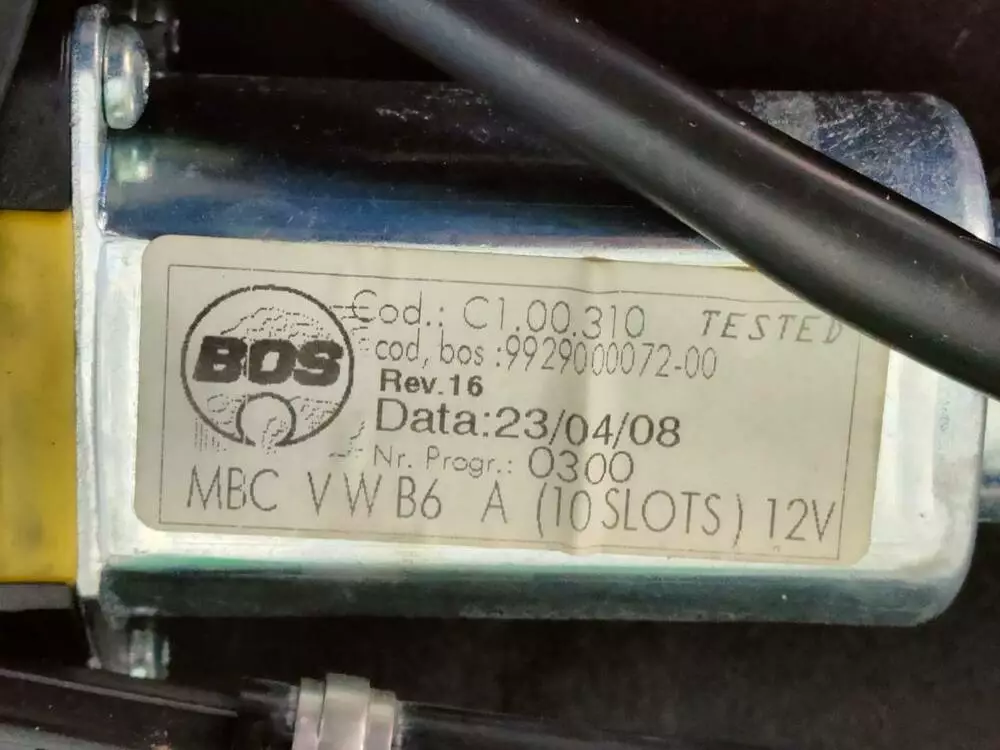 BOS
Cod.: C1.00.310 TESTED
cod, bos :9929000072-00
Rev.16
Data:23/04/08
Nr. Progr.: 0300
MBC VW B6 A (10 SLOTS) 12V